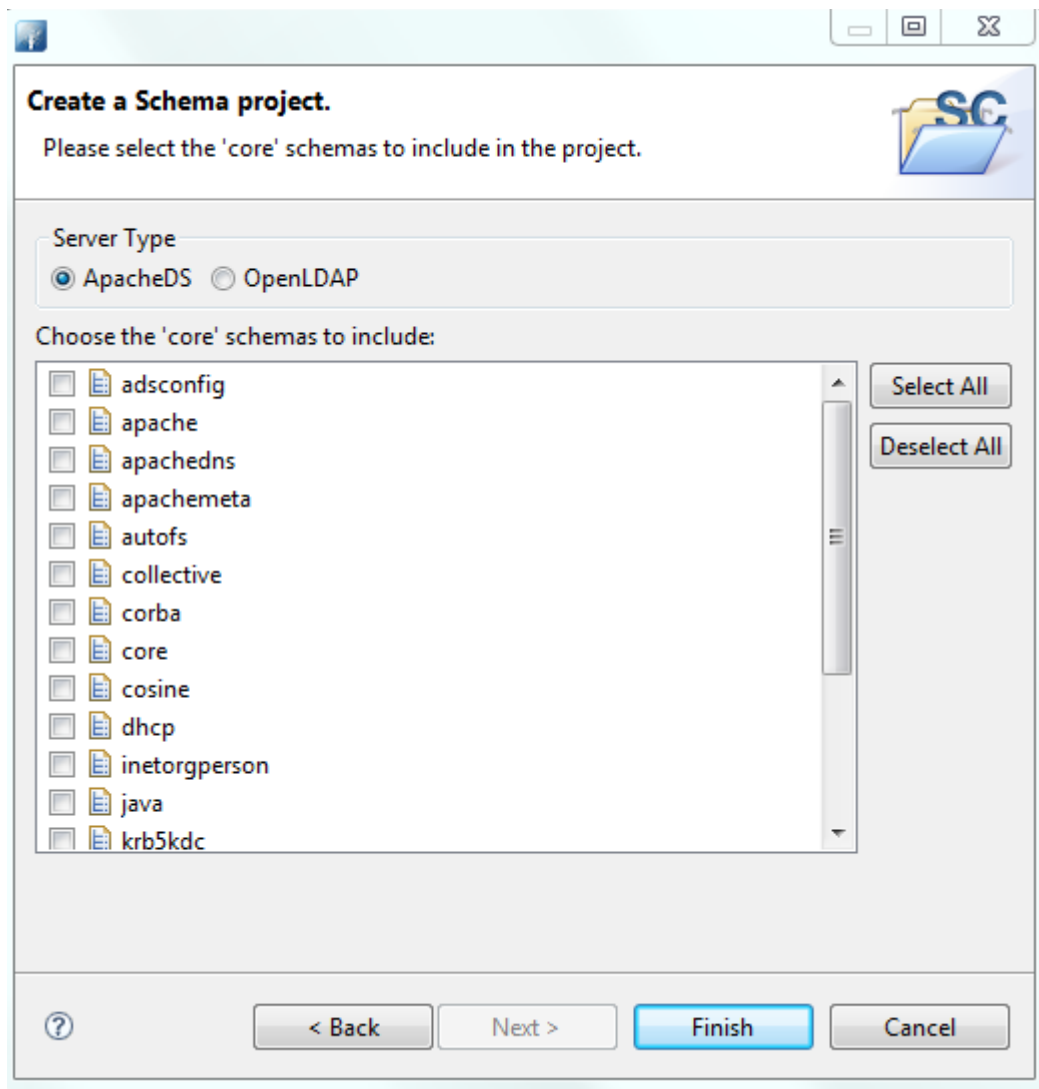 Create a Schema project.
Please select the 'core' schemas to include in the project.
SC
Server Type
ApacheDS OpenLDAP
Choose the 'core' schemas to include:
adsconfig
apache
apachedns
apachemeta
autofs
collective
corba
core
cosine
dhcp
inetorgperson
java
krb5kdc
Select All
Deselect All
?
< Back Next > Finish Cancel